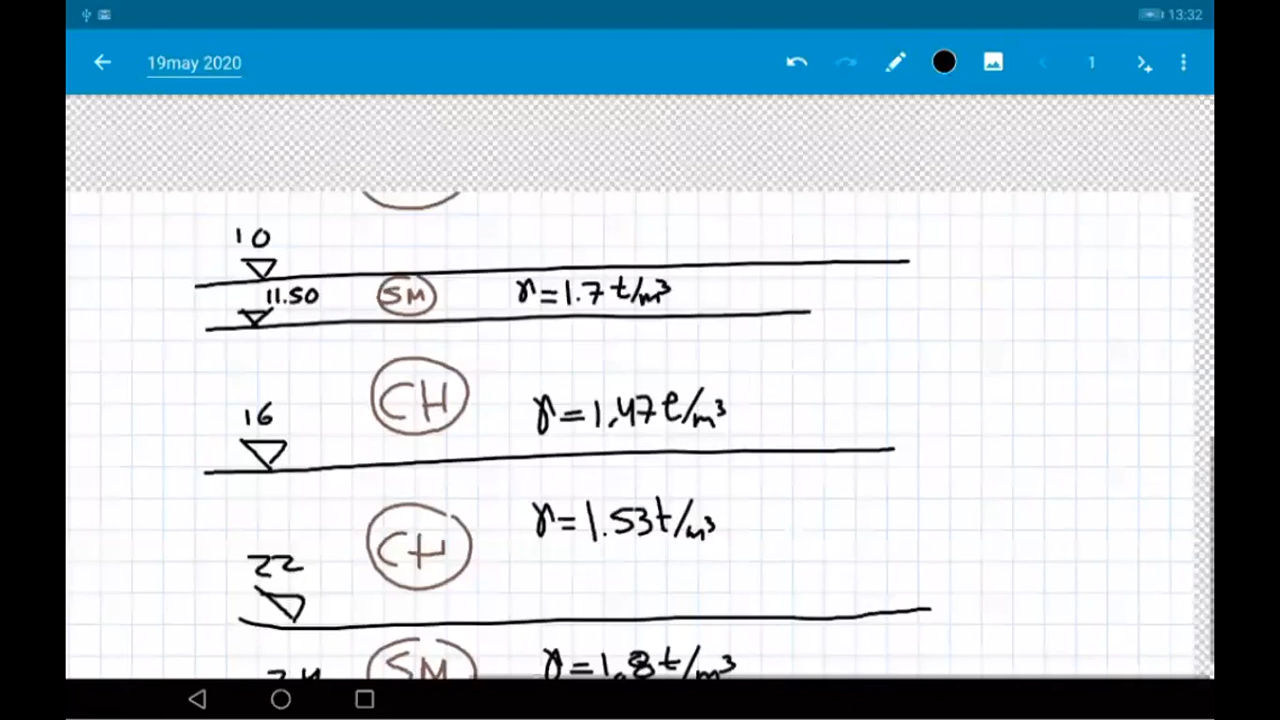 13:32
19may 2020
1
10
11.50 SM γ=1.7 t/m³
CH γ=1.47 t/m³
16
CH γ=1.53 t/m³
22
SM γ=1.8 t/m³
24